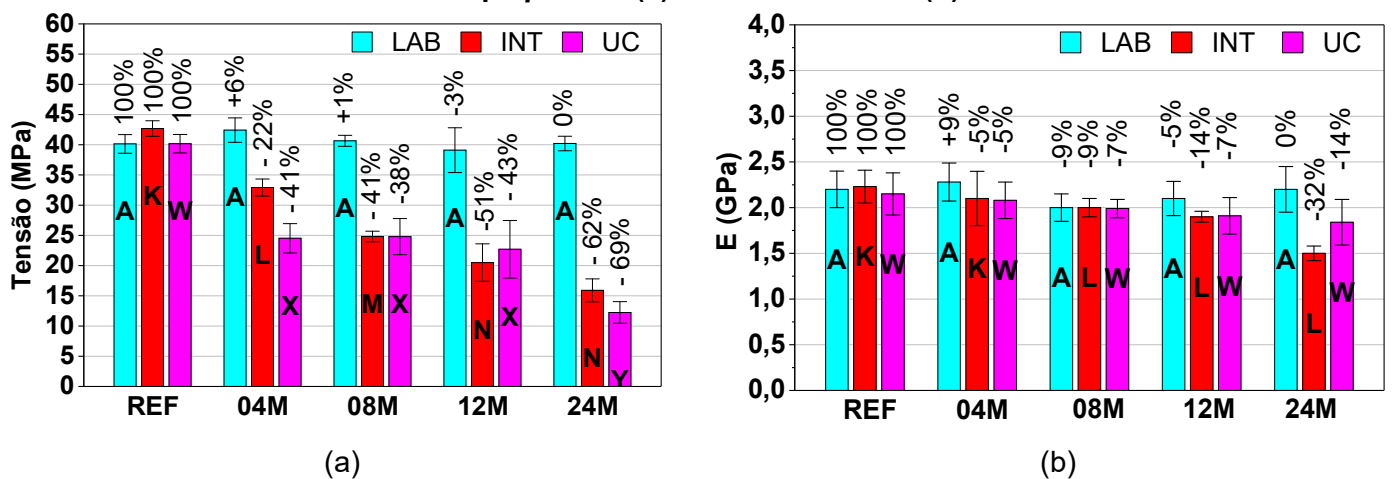 60
55
50
45
40
35
30
25
20
15
10
5
0
Tensão (MPa)
LAB INT UC
100% 100% 100% +6% - 22% - 41% +1% - 41% -38% -3% -51% - 43% 0% - 62% - 69%
A K W A L X A M X A N X A N Y
REF 04M 08M 12M 24M
(a)
4,0
3,5
3,0
2,5
2,0
1,5
1,0
0,5
0,0
E (GPa)
LAB INT UC
100% 100% 100% +9% -5% -5% -9% -9% -7% -5% -14% -7% 0% -32% -14%
A K W A K W A L W A L W A L W
REF 04M 08M 12M 24M
(b)